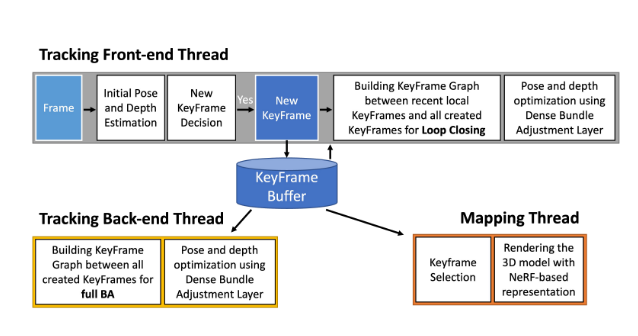 Tracking Front-end Thread
Frame
Initial Pose
and Depth
Estimation
New
KeyFrame
Decision
Yes
New
KeyFrame
Building KeyFrame Graph
between recent local
KeyFrames and all created
KeyFrames for Loop Closing
Pose and depth
optimization using
Dense Bundle
Adjustment Layer
KeyFrame
Buffer
Tracking Back-end Thread
Building KeyFrame
Graph between all
created KeyFrames for
full BA
Pose and depth
optimization using
Dense Bundle
Adjustment Layer
Mapping Thread
Keyframe
Selection
Rendering the
3D model with
NeRF-based
representation